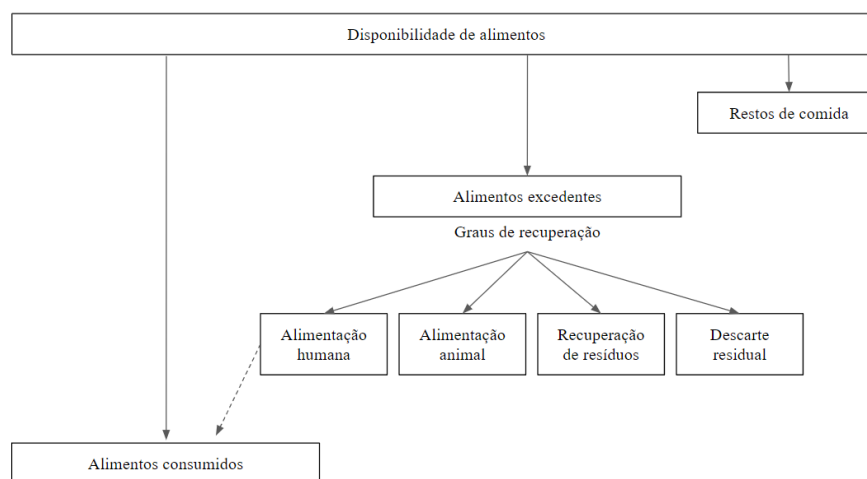 Disponibilidade de alimentos
Restos de comida
Alimentos excedentes
Graus de recuperação
Alimentação
humana
Alimentação
animal
Recuperação
de resíduos
Descarte
residual
Alimentos consumidos